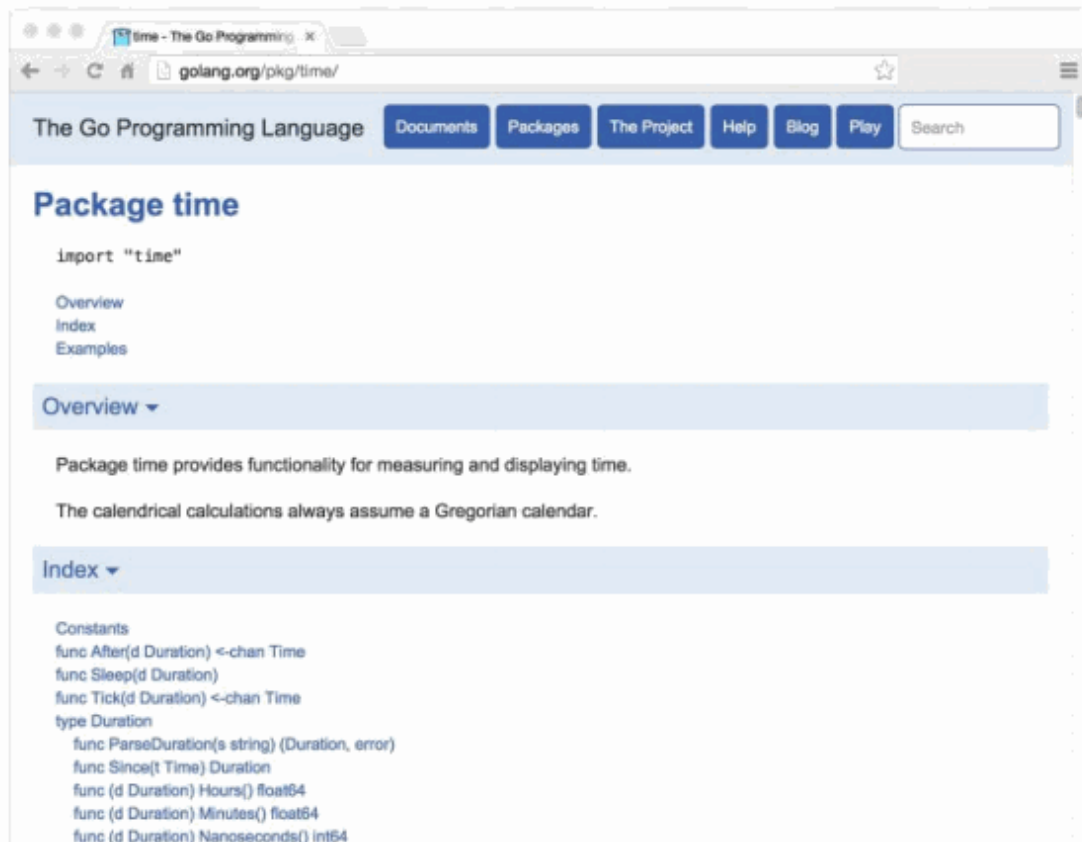 time - The Go Programming
golang.org/pkg/time/
The Go Programming Language Documents Packages The Project Help Blog Play Search
Package time
import "time"
Overview
Index
Examples
Overview
Package time provides functionality for measuring and displaying time.
The calendrical calculations always assume a Gregorian calendar.
Index
Constants
func After(d Duration) <-chan Time
func Sleep(d Duration)
func Tick(d Duration) <-chan Time
type Duration
func ParseDuration(s string) (Duration, error)
func Since(t Time) Duration
func (d Duration) Hours() float64
func (d Duration) Minutes() float64
func (d Duration) Nanoseconds() int64